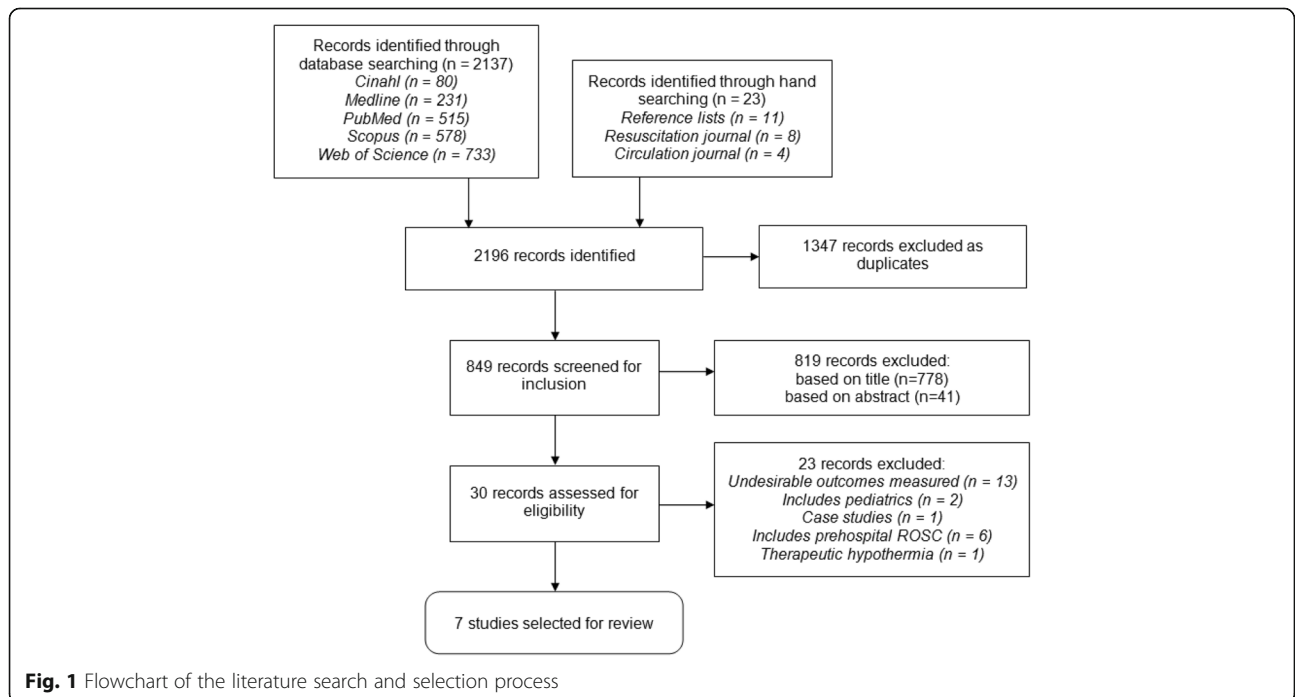 Records identified through
database searching (n = 2137)
Cinahl (n = 80)
Medline (n = 231)
PubMed (n = 515)
Scopus (n = 578)
Web of Science (n = 733)
Records identified through hand
searching (n = 23)
Reference lists (n = 11)
Resuscitation journal (n = 8)
Circulation journal (n = 4)
2196 records identified
1347 records excluded as
duplicates
849 records screened for
inclusion
819 records excluded:
based on title (n=778)
based on abstract (n=41)
30 records assessed for
eligibility
23 records excluded:
Undesirable outcomes measured (n = 13)
Includes pediatrics (n = 2)
Case studies (n = 1)
Includes prehospital ROSC (n = 6)
Therapeutic hypothermia (n = 1)
7 studies selected for review
Fig. 1 Flowchart of the literature search and selection process